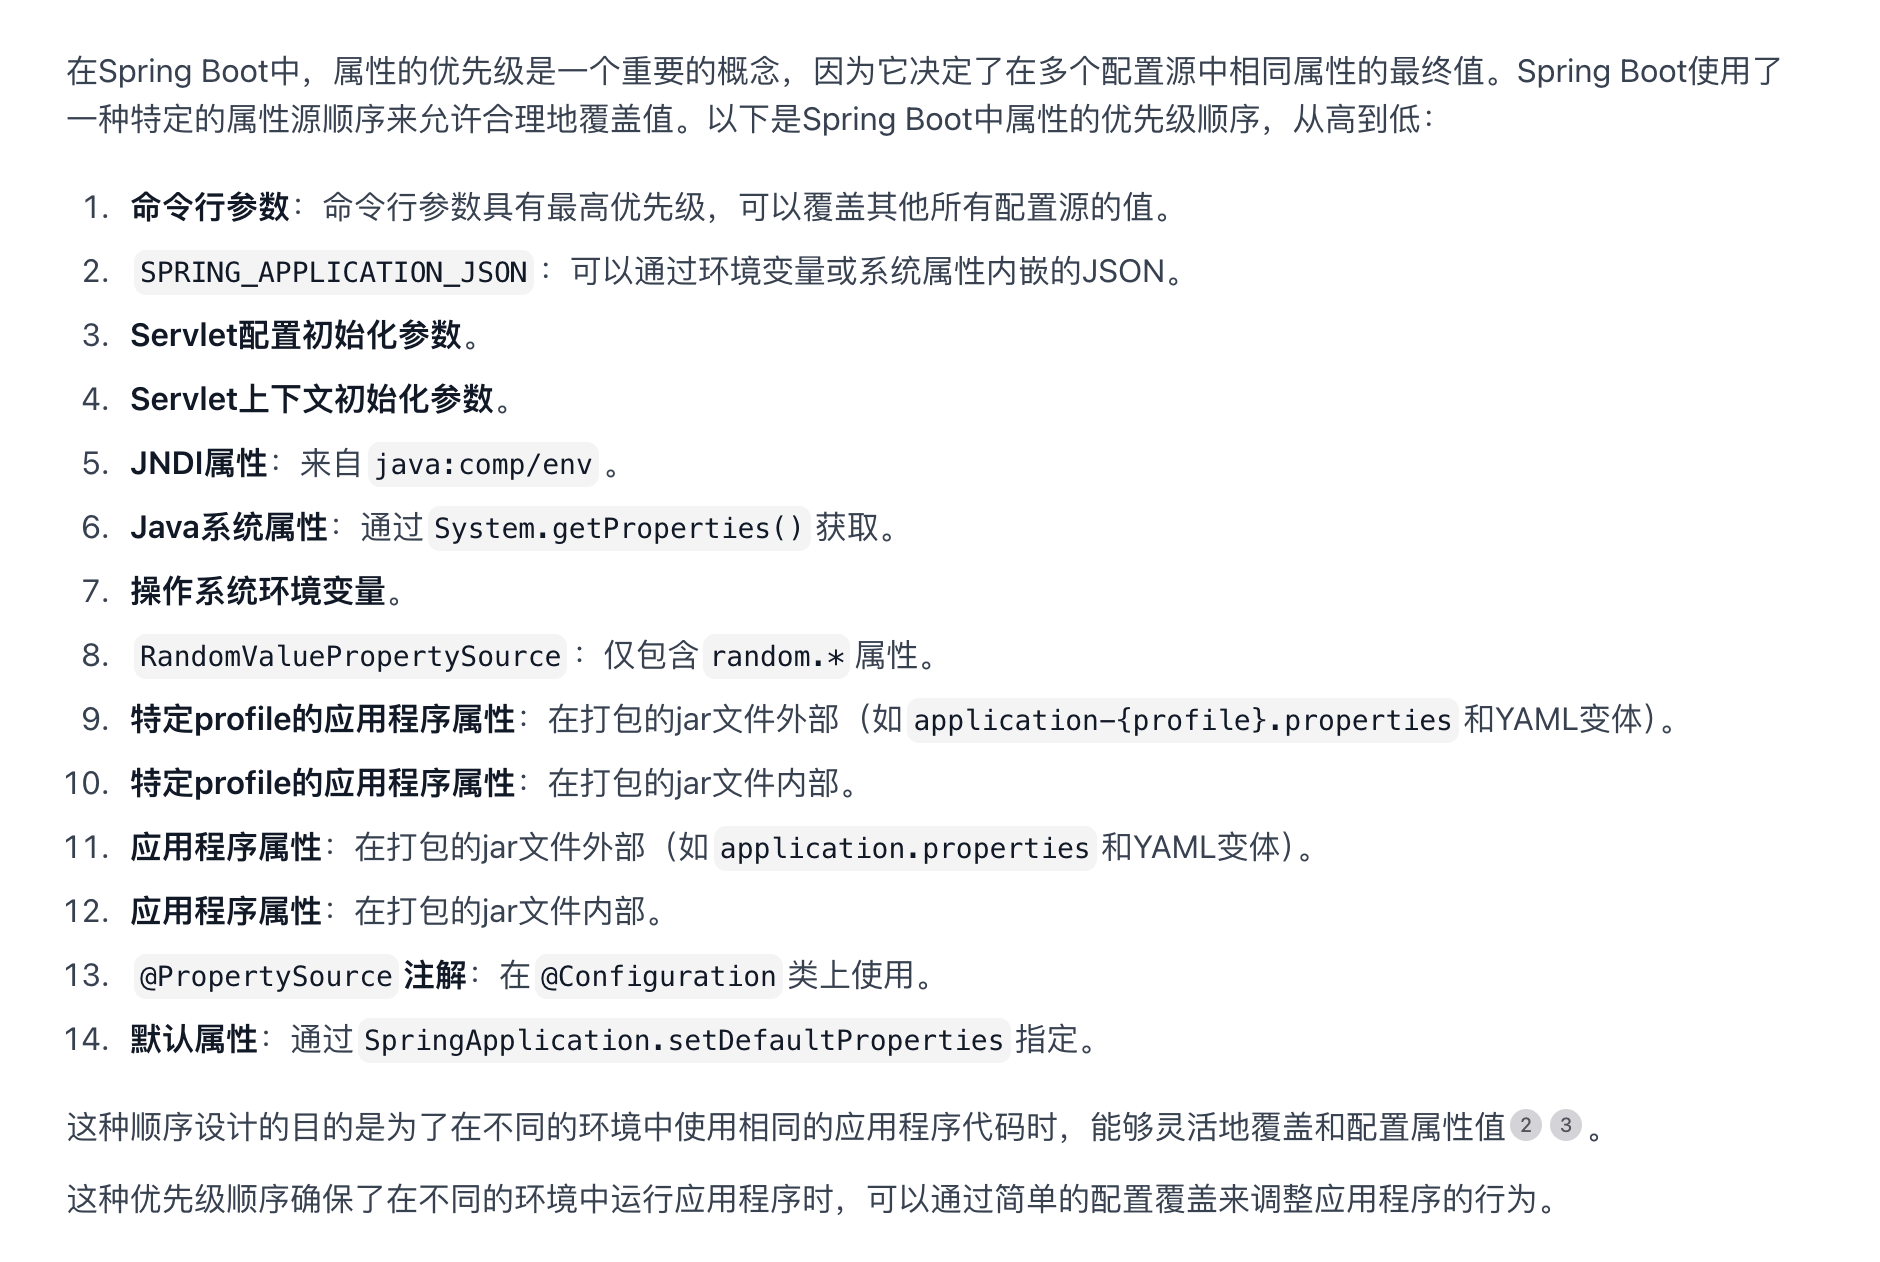 在Spring Boot中，属性的优先级是一个重要的概念，因为它决定了在多个配置源中相同属性的最终值。Spring Boot使用了
一种特定的属性源顺序来允许合理地覆盖值。以下是Spring Boot中属性的优先级顺序，从高到低：
1. 命令行参数：命令行参数具有最高优先级，可以覆盖其他所有配置源的值。
2. SPRING_APPLICATION_JSON：可以通过环境变量或系统属性内嵌的JSON。
3. Servlet配置初始化参数。
4. Servlet上下文初始化参数。
5. JNDI属性：来自 java:comp/env 。
6. Java系统属性：通过 System.getProperties() 获取。
7. 操作系统环境变量。
8. RandomValuePropertySource：仅包含 random.* 属性。
9. 特定profile的应用程序属性：在打包的jar文件外部（如 application-{profile}.properties 和YAML变体）。
10. 特定profile的应用程序属性：在打包的jar文件内部。
11. 应用程序属性：在打包的jar文件外部（如 application.properties 和YAML变体）。
12. 应用程序属性：在打包的jar文件内部。
13. @PropertySource 注解：在 @Configuration 类上使用。
14. 默认属性：通过 SpringApplication.setDefaultProperties 指定。
这种顺序设计的目的是为了在不同的环境中使用相同的应用程序代码时，能够灵活地覆盖和配置属性值 2 3 。
这种优先级顺序确保了在不同的环境中运行应用程序时，可以通过简单的配置覆盖来调整应用程序的行为。